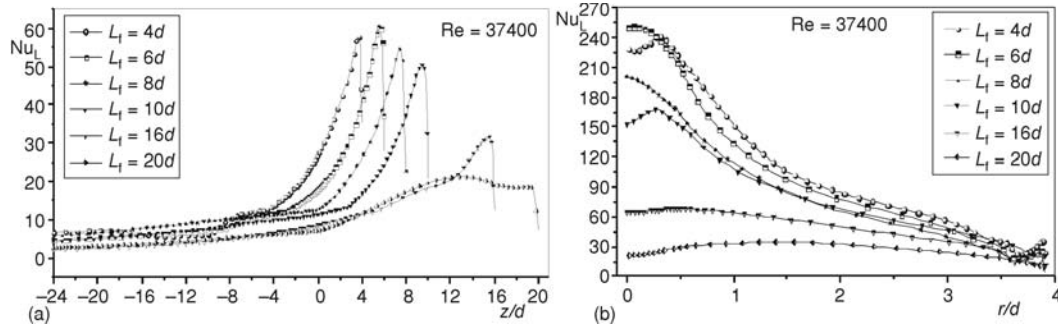 60
Nu_L
50
40
30
20
10
0
L_f = 4d
L_f = 6d
L_f = 8d
L_f = 10d
L_f = 16d
L_f = 20d
Re = 37400
–24 –20 –16 –12 –8 –4 0 4 8 12 16 20
(a)
z/d
270
Nu_L
240
210
180
150
120
90
60
30
0
Re = 37400
L_f = 4d
L_f = 6d
L_f = 8d
L_f = 10d
L_f = 16d
L_f = 20d
0 1 2 3 4
(b)
r/d